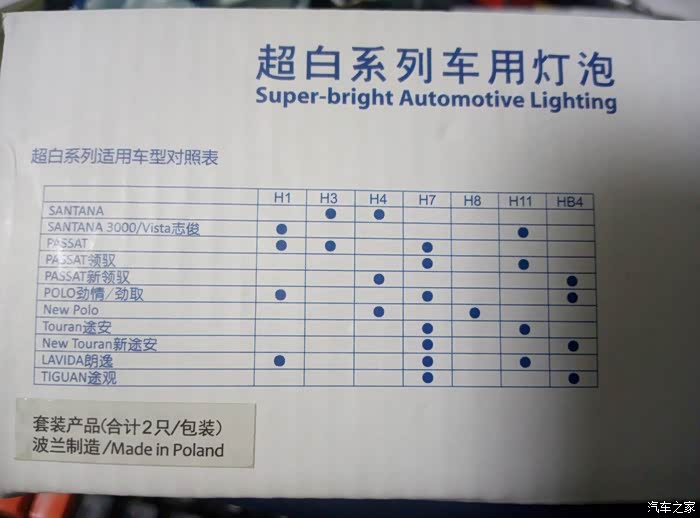 超白系列车用灯泡
Super-bright Automotive Lighting
超白系列适用车型对照表
H1 H3 H4 H7 H8 H11 HB4
SANTANA ● ●
SANTANA 3000/Vista志俊 ● ●
PASSAT ● ● ●
PASSAT领驭 ● ●
PASSAT新领驭 ● ●
POLO劲情/劲取 ● ● ●
New Polo ● ●
Touran途安 ● ●
New Touran新途安 ● ●
LAVIDA朗逸 ● ● ●
TIGUAN途观 ● ●
套装产品(合计2只/包装)
波兰制造/Made in Poland
汽车之家